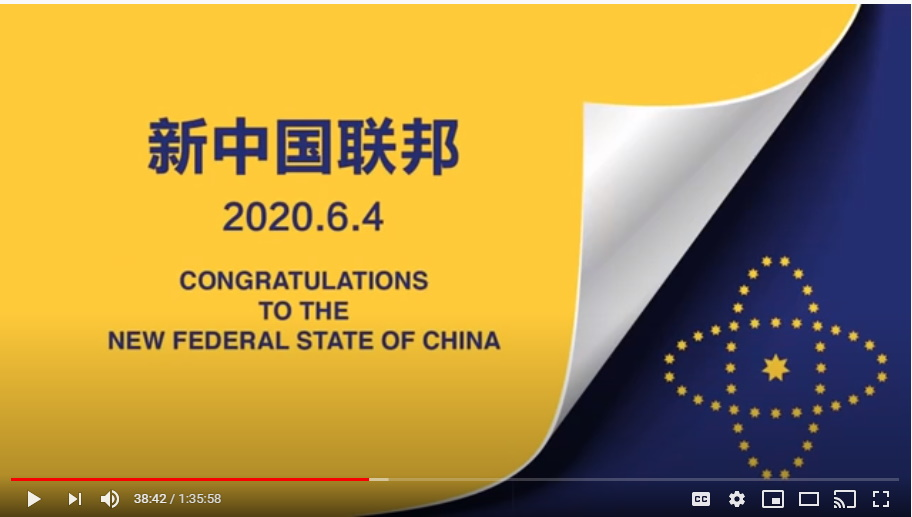 新中国联邦
2020.6.4
CONGRATULATIONS
TO THE
NEW FEDERAL STATE OF CHINA
38:42 / 1:35:58
CC